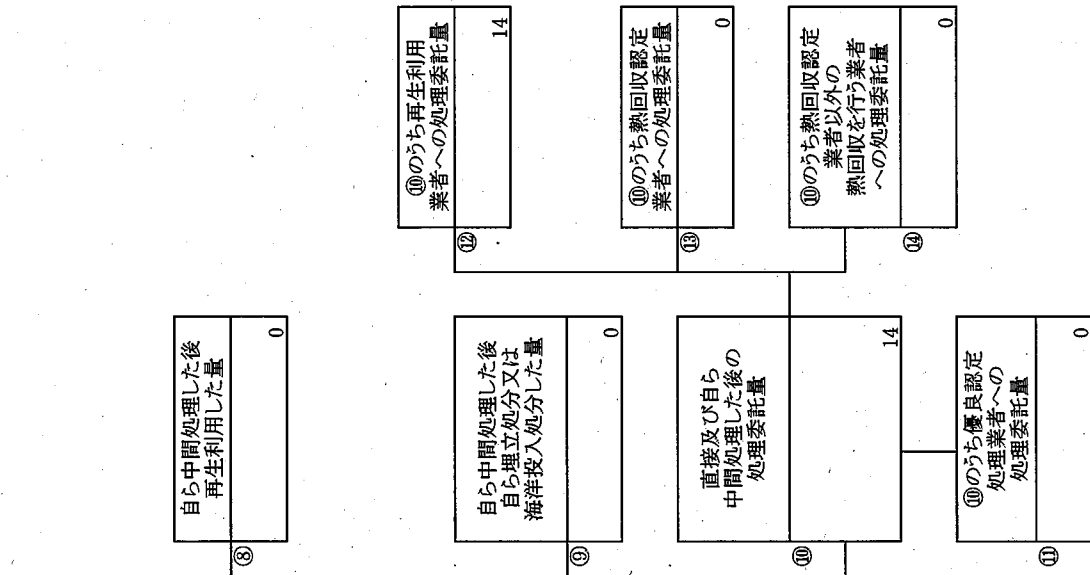 ⑧
自ら中間処理した後
再生利用した量
0
⑨
自ら中間処理した後
自ら埋立処分又は
海洋投入処分した量
0
⑩
直接及び自ら
中間処理した後の
処理委託量
14
⑪
⑩のうち優良認定
処理業者への
処理委託量
0
⑫
⑩のうち再生利用
業者への処理委託量
14
⑬
⑩のうち熱回収認定
業者への処理委託量
0
⑭
⑩のうち熱回収認定
業者以外の
熱回収を行う業者
への処理委託量
0